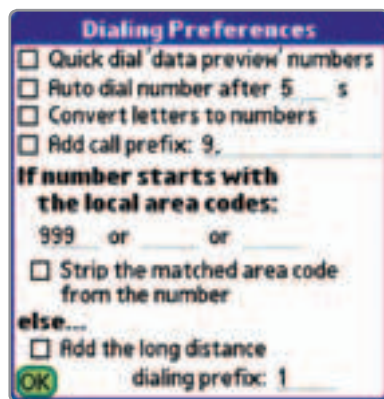 Dialing Preferences
Quick dial 'data preview' numbers
Auto dial number after 5 s
Convert letters to numbers
Add call prefix: 9,
If number starts with
the local area codes:
999 or or
Strip the matched area code
from the number
else...
Add the long distance
OK dialing prefix: 1